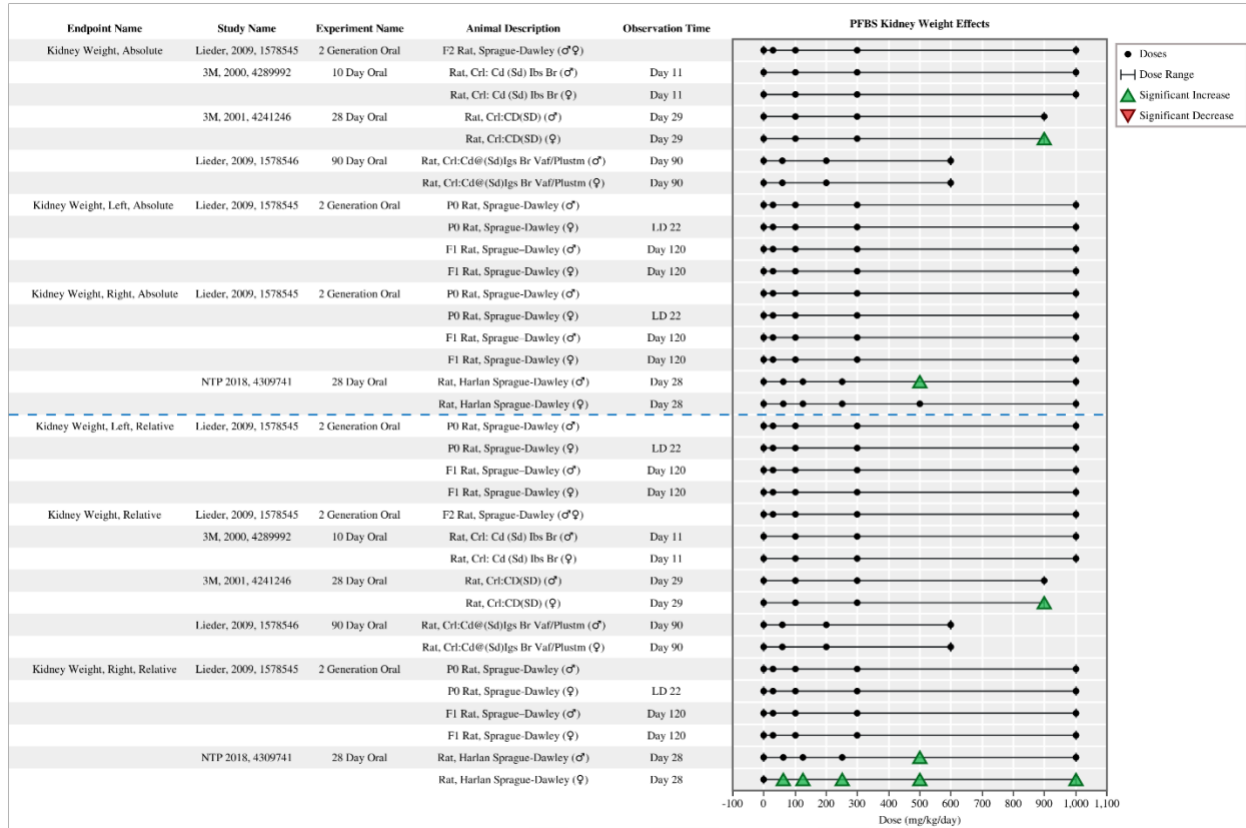 PFBS Kidney Weight Effects
Endpoint Name Study Name Experiment Name Animal Description Observation Time
Kidney Weight, Absolute Lieder, 2009, 1578545 2 Generation Oral F2 Rat, Sprague-Dawley (♂♀)
3M, 2000, 4289992 10 Day Oral Rat, Crl: Cd (Sd) Ibs Br (♂) Day 11
Rat, Crl: Cd (Sd) Ibs Br (♀) Day 11
3M, 2001, 4241246 28 Day Oral Rat, Crl:CD(SD) (♂) Day 29
Rat, Crl:CD(SD) (♀) Day 29
Lieder, 2009, 1578546 90 Day Oral Rat, Crl:Cd@(Sd)Igs Br Vaf/Plustm (♂) Day 90
Rat, Crl:Cd@(Sd)Igs Br Vaf/Plustm (♀) Day 90
Kidney Weight, Left, Absolute Lieder, 2009, 1578545 2 Generation Oral P0 Rat, Sprague-Dawley (♂)
P0 Rat, Sprague-Dawley (♀) LD 22
F1 Rat, Sprague–Dawley (♂) Day 120
F1 Rat, Sprague-Dawley (♀) Day 120
Kidney Weight, Right, Absolute Lieder, 2009, 1578545 2 Generation Oral P0 Rat, Sprague-Dawley (♂)
P0 Rat, Sprague-Dawley (♀) LD 22
F1 Rat, Sprague–Dawley (♂) Day 120
F1 Rat, Sprague-Dawley (♀) Day 120
NTP 2018, 4309741 28 Day Oral Rat, Harlan Sprague-Dawley (♂) Day 28
Rat, Harlan Sprague-Dawley (♀) Day 28
Kidney Weight, Left, Relative Lieder, 2009, 1578545 2 Generation Oral P0 Rat, Sprague-Dawley (♂)
P0 Rat, Sprague-Dawley (♀) LD 22
F1 Rat, Sprague–Dawley (♂) Day 120
F1 Rat, Sprague-Dawley (♀) Day 120
Kidney Weight, Relative Lieder, 2009, 1578545 2 Generation Oral F2 Rat, Sprague-Dawley (♂♀)
3M, 2000, 4289992 10 Day Oral Rat, Crl: Cd (Sd) Ibs Br (♂) Day 11
Rat, Crl: Cd (Sd) Ibs Br (♀) Day 11
3M, 2001, 4241246 28 Day Oral Rat, Crl:CD(SD) (♂) Day 29
Rat, Crl:CD(SD) (♀) Day 29
Lieder, 2009, 1578546 90 Day Oral Rat, Crl:Cd@(Sd)Igs Br Vaf/Plustm (♂) Day 90
Rat, Crl:Cd@(Sd)Igs Br Vaf/Plustm (♀) Day 90
Kidney Weight, Right, Relative Lieder, 2009, 1578545 2 Generation Oral P0 Rat, Sprague-Dawley (♂)
P0 Rat, Sprague-Dawley (♀) LD 22
F1 Rat, Sprague–Dawley (♂) Day 120
F1 Rat, Sprague-Dawley (♀) Day 120
NTP 2018, 4309741 28 Day Oral Rat, Harlan Sprague-Dawley (♂) Day 28
Rat, Harlan Sprague-Dawley (♀) Day 28
-100 0 100 200 300 400 500 600 700 800 900 1,000 1,100
Dose (mg/kg/day)
Doses
Dose Range
Significant Increase
Significant Decrease